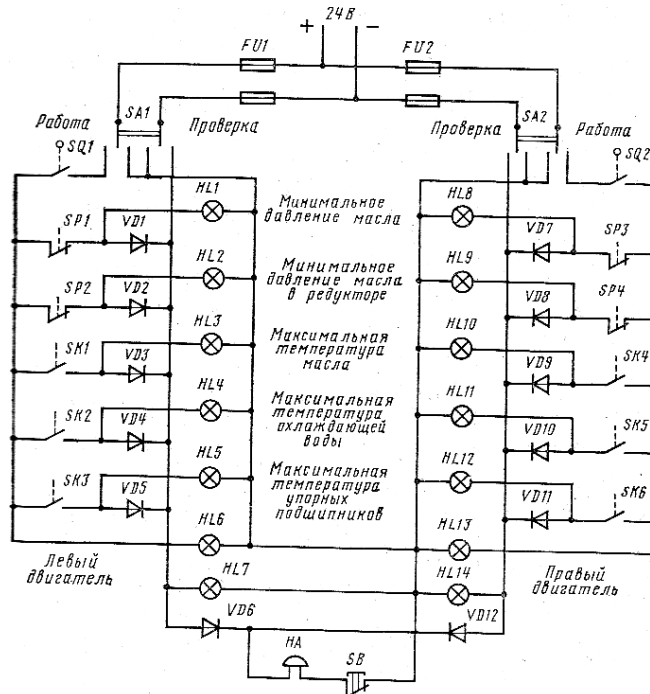 + 24В −
FU1 FU2
SA1 SA2
Работа Проверка Проверка Работа
SQ1 SQ2
HL1 Минимальное давление масла HL8
SP1 VD1 VD7 SP3
HL2 Минимальное давление масла в редукторе HL9
SP2 VD2 VD8 SP4
HL3 Максимальная температура масла HL10
SK1 VD3 VD9 SK4
HL4 Максимальная температура охлаждающей воды HL11
SK2 VD4 VD10 SK5
HL5 Максимальная температура упорных подшипников HL12
SK3 VD5 VD11 SK6
HL6 HL13
Левый двигатель Правый двигатель
HL7 HL14
VD6 VD12
HA SB